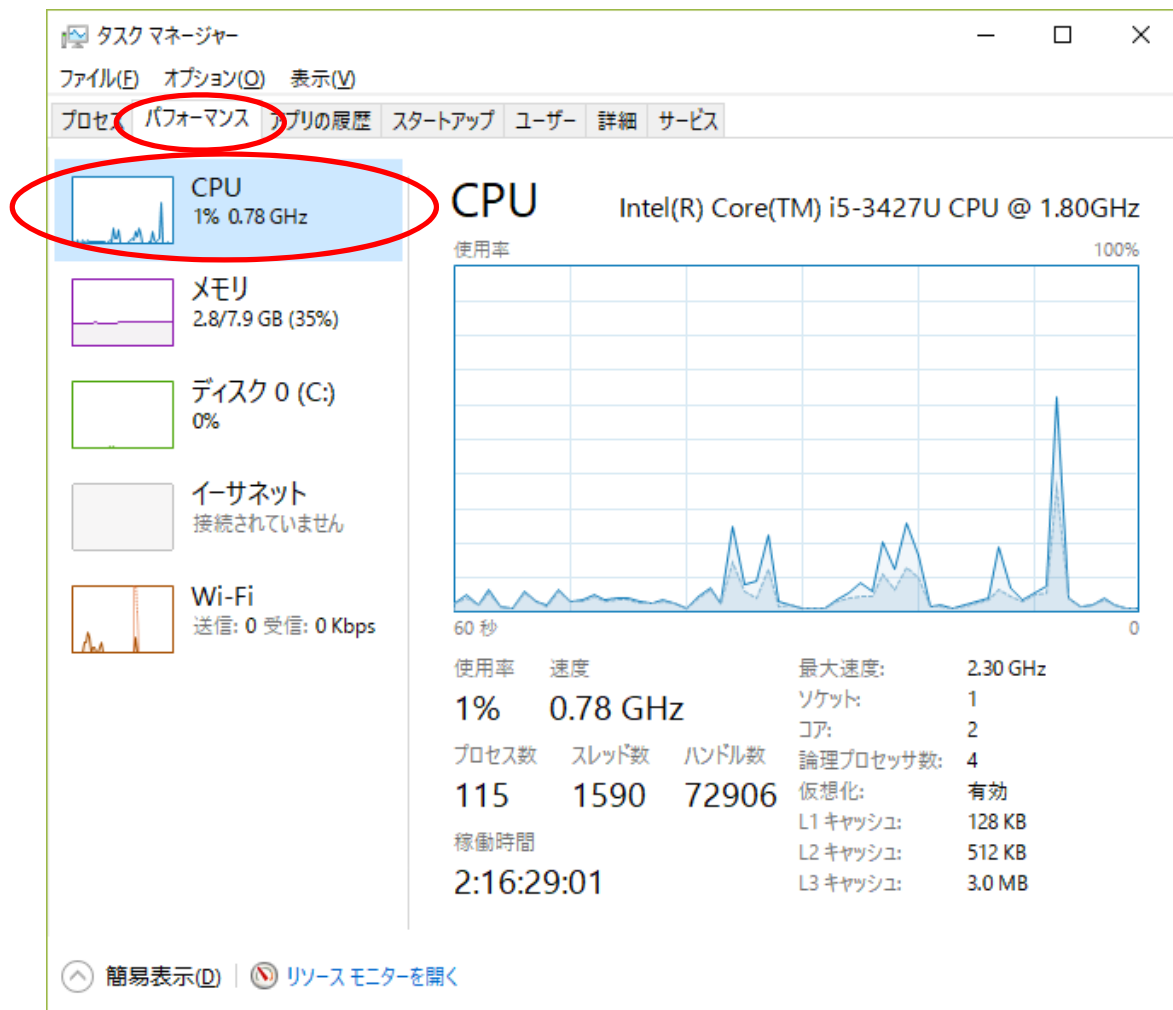 タスク マネージャー
ファイル(F) オプション(O) 表示(V)
プロセス パフォーマンス アプリの履歴 スタートアップ ユーザー 詳細 サービス
CPU
1% 0.78 GHz
メモリ
2.8/7.9 GB (35%)
ディスク 0 (C:)
0%
イーサネット
接続されていません
Wi-Fi
送信: 0 受信: 0 Kbps
CPU Intel(R) Core(TM) i5-3427U CPU @ 1.80GHz
使用率 100%
60 秒 0
使用率 速度
1% 0.78 GHz
プロセス数 スレッド数 ハンドル数
115 1590 72906
稼働時間
2:16:29:01
最大速度: 2.30 GHz
ソケット: 1
コア: 2
論理プロセッサ数: 4
仮想化: 有効
L1 キャッシュ: 128 KB
L2 キャッシュ: 512 KB
L3 キャッシュ: 3.0 MB
簡易表示(D) リソース モニターを開く